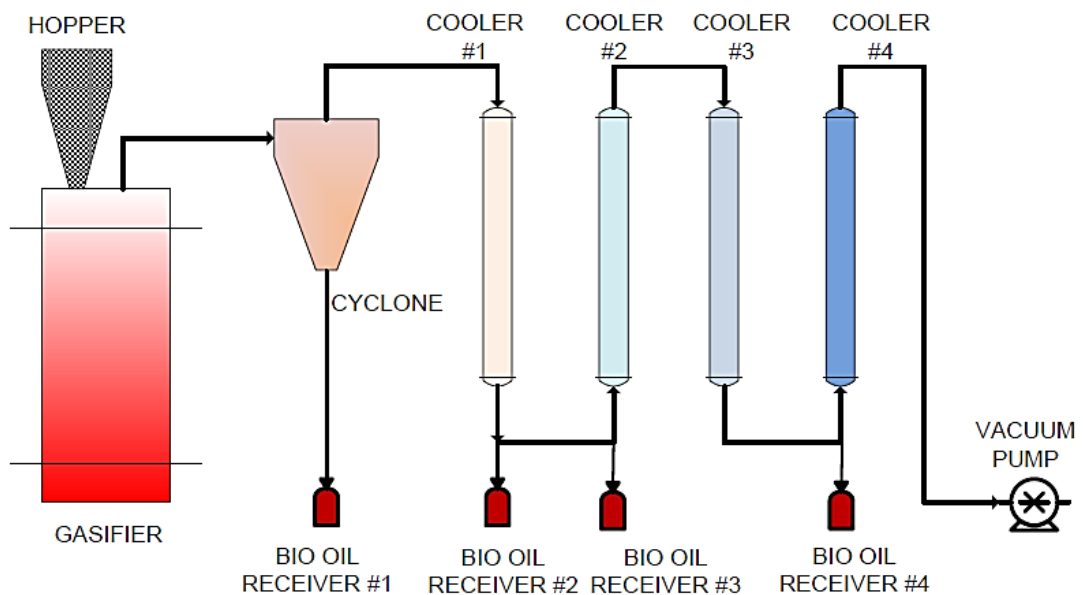 HOPPER
COOLER
#1
COOLER
#2
COOLER
#3
COOLER
#4
CYCLONE
VACUUM
PUMP
GASIFIER
BIO OIL
RECEIVER #1
BIO OIL
RECEIVER #2
BIO OIL
RECEIVER #3
BIO OIL
RECEIVER #4